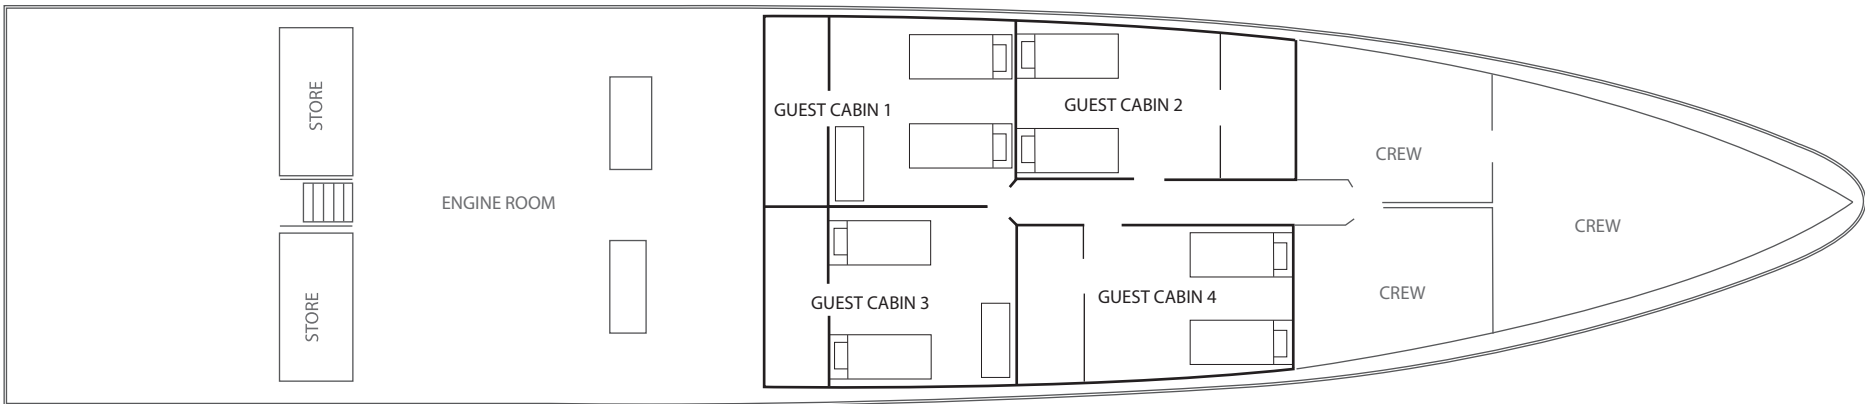 STORE
GUEST CABIN 1
GUEST CABIN 2
CREW
ENGINE ROOM
CREW
STORE
GUEST CABIN 3
GUEST CABIN 4
CREW